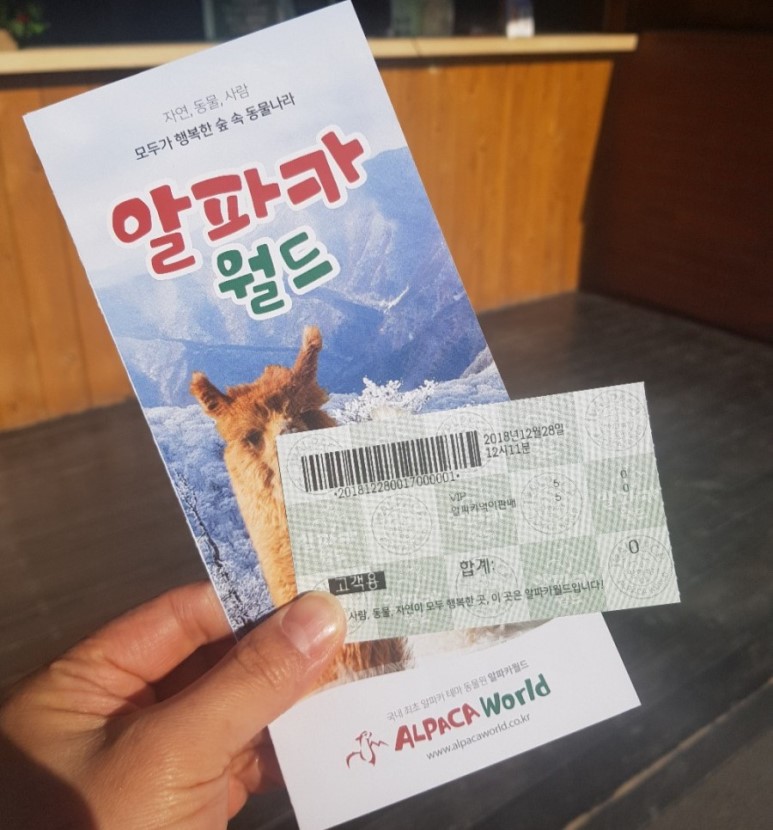 자연, 동물, 사람
모두가 행복한 숲 속 동물나라
알파카
월드
2018년12월28일
12시11분
*201812280017000001*
VIP 5 0
알파카먹이판매 5 0
합계: 0
고객용
사람, 동물, 자연이 모두 행복한 곳, 이 곳은 알파카월드입니다!
국내 최초 알파카 테마 동물원 알파카월드
ALPACA World
www.alpacaworld.co.kr